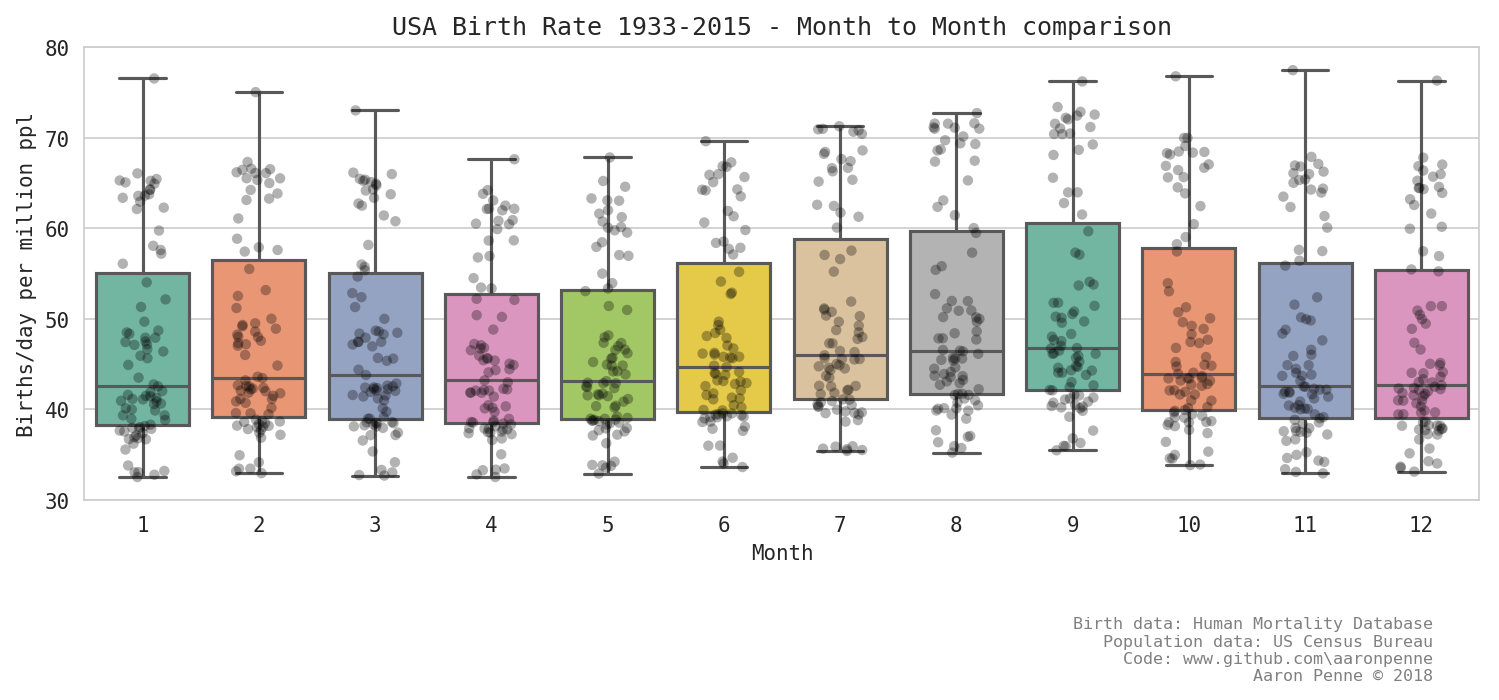 USA Birth Rate 1933-2015 - Month to Month comparison
80
70
60
50
40
30
Births/day per million ppl
1 2 3 4 5 6 7 8 9 10 11 12
Month
Birth data: Human Mortality Database
Population data: US Census Bureau
Code: www.github.com\aaronpenne
Aaron Penne © 2018